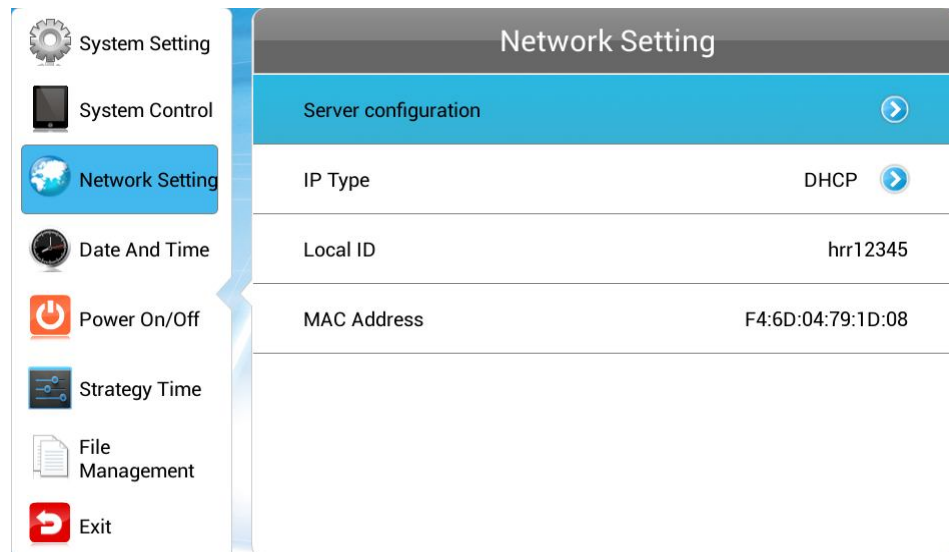 System Setting
System Control
Network Setting
Date And Time
Power On/Off
Strategy Time
File
Management
Exit
Network Setting
Server configuration
IP Type DHCP
Local ID hrr12345
MAC Address F4:6D:04:79:1D:08